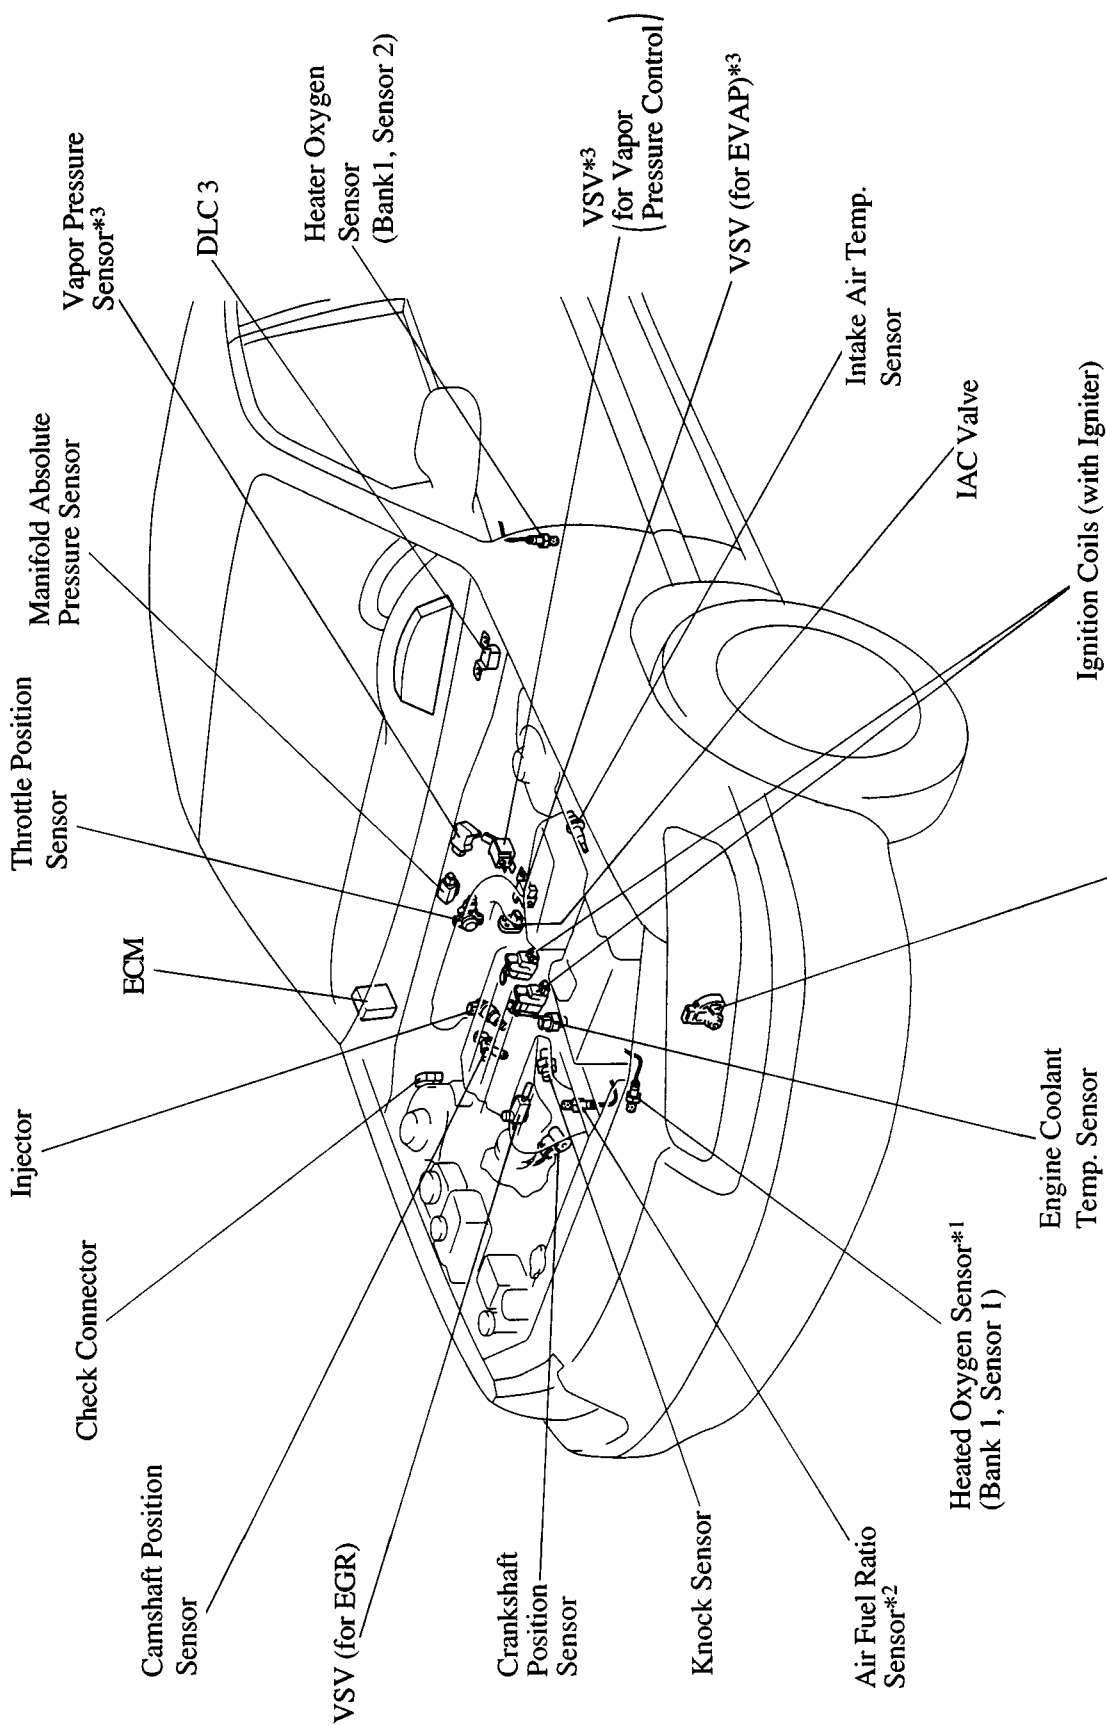 Injector
ECM
Throttle Position
Sensor
Manifold Absolute
Pressure Sensor
Vapor Pressure
Sensor*3
Check Connector
DLC 3
Camshaft Position
Sensor
Heater Oxygen
Sensor
(Bank1, Sensor 2)
VSV (for EGR)
VSV*3
(for Vapor
Pressure Control)
Crankshaft
Position
Sensor
VSV (for EVAP)*3
Knock Sensor
Intake Air Temp.
Sensor
Air Fuel Ratio
Sensor*2
IAC Valve
Heated Oxygen Sensor*1
(Bank 1, Sensor 1)
Engine Coolant
Temp. Sensor
Ignition Coils (with Igniter)